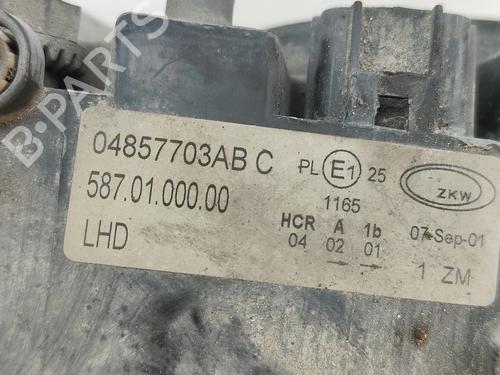 B-PARTS
04857703AB C
587.01.000.00
LHD
PL E1 25
1165
HCR A 1b
04 02 01
→ →
ZKW
07-Sep-01
1 ZM